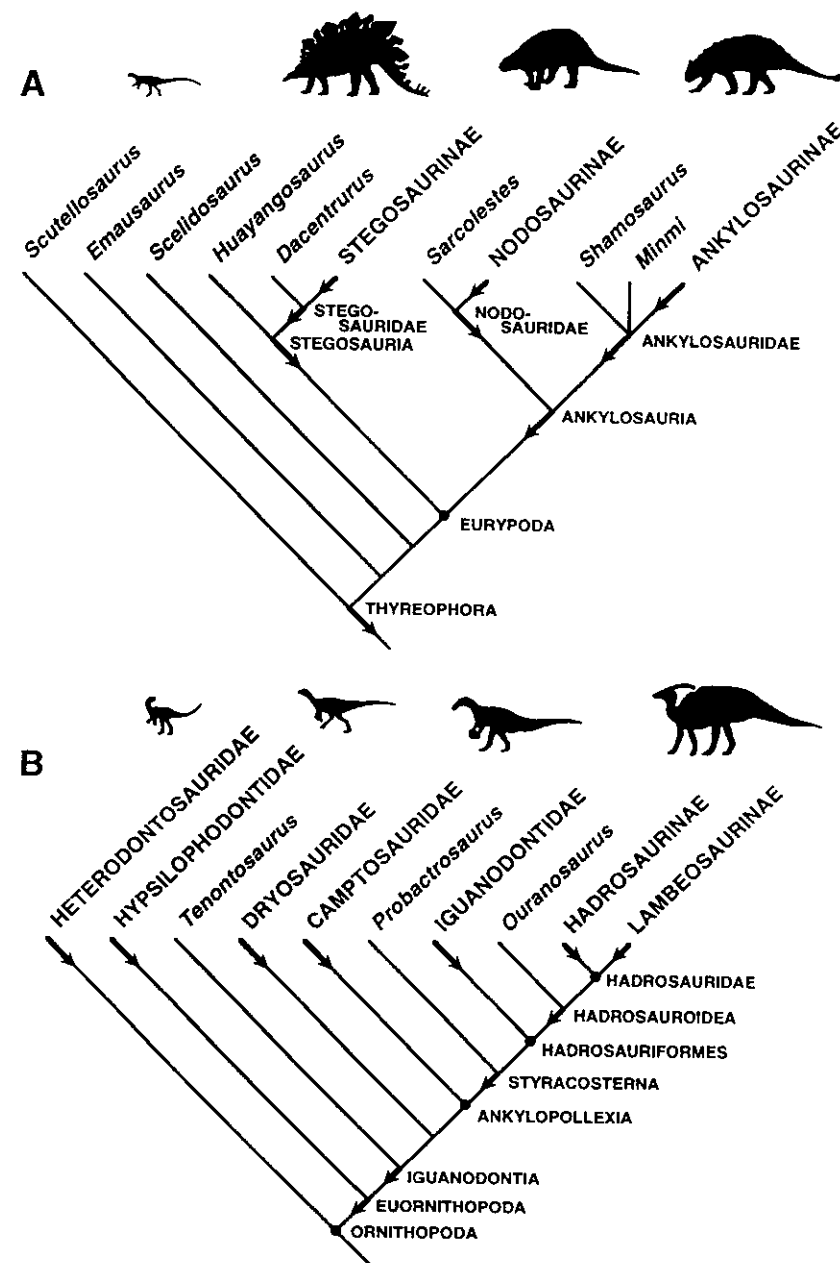 A
Scutellosaurus
Emausaurus
Scelidosaurus
Huayangosaurus
Dacentrurus
STEGOSAURINAE
Sarcolestes
NODOSAURINAE
Shamosaurus
Minmi
ANKYLOSAURINAE
STEGO-
SAURIDAE
STEGOSAURIA
NODO-
SAURIDAE
ANKYLOSAURIDAE
ANKYLOSAURIA
EURYPODA
THYREOPHORA
B
HETERODONTOSAURIDAE
HYPSILOPHODONTIDAE
Tenontosaurus
DRYOSAURIDAE
CAMPTOSAURIDAE
Probactrosaurus
IGUANODONTIDAE
Ouranosaurus
HADROSAURINAE
LAMBEOSAURINAE
HADROSAURIDAE
HADROSAUROIDEA
HADROSAURIFORMES
STYRACOSTERNA
ANKYLOPOLLEXIA
IGUANODONTIA
EUORNITHOPODA
ORNITHOPODA